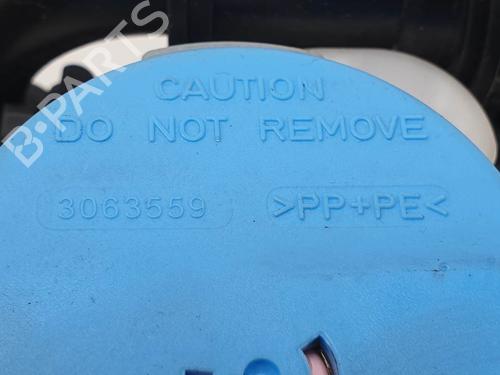 CAUTION
DO NOT REMOVE
3063559 >PP+PE<
B-PARTS